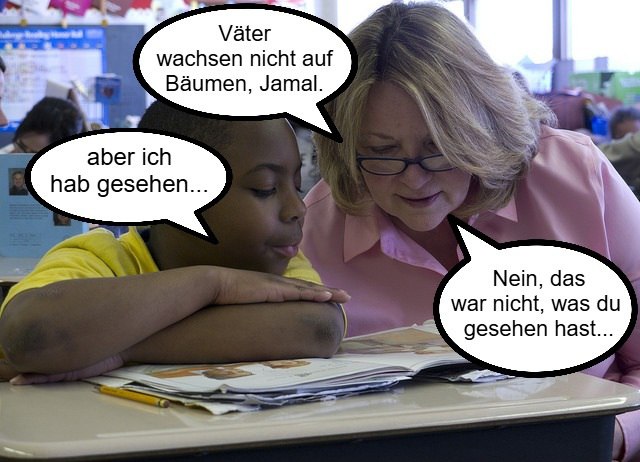 Väter
wachsen nicht auf
Bäumen, Jamal.
aber ich
hab gesehen...
Nein, das
war nicht, was du
gesehen hast...